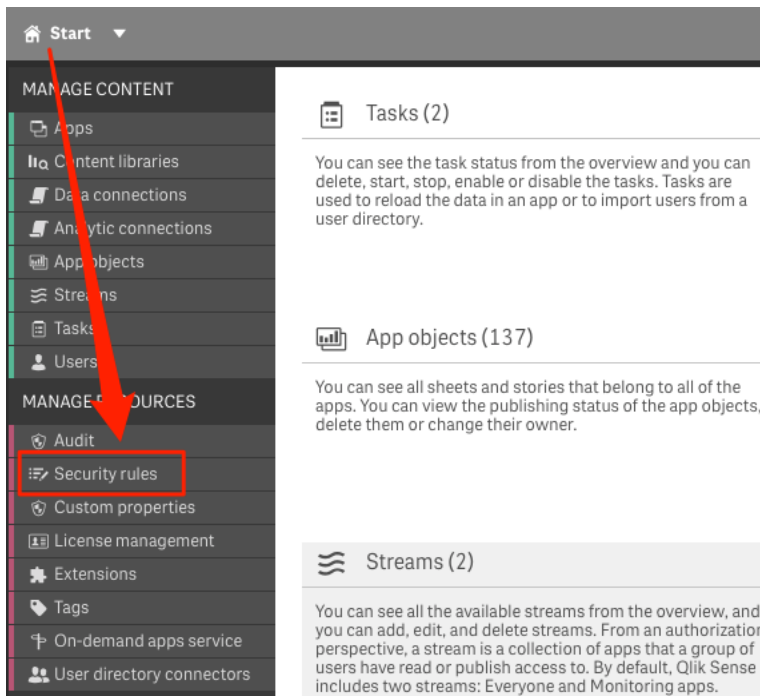 Start
MANAGE CONTENT
Apps
Content libraries
Data connections
Analytic connections
App objects
Streams
Tasks
Users
MANAGE RESOURCES
Audit
Security rules
Custom properties
License management
Extensions
Tags
On-demand apps service
User directory connectors
Tasks (2)
You can see the task status from the overview and you can
delete, start, stop, enable or disable the tasks. Tasks are
used to reload the data in an app or to import users from a
user directory.
App objects (137)
You can see all sheets and stories that belong to all of the
apps. You can view the publishing status of the app objects,
delete them or change their owner.
Streams (2)
You can see all the available streams from the overview, and
you can add, edit, and delete streams. From an authorization
perspective, a stream is a collection of apps that a group of
users have read or publish access to. By default, Qlik Sense
includes two streams: Everyone and Monitoring apps.